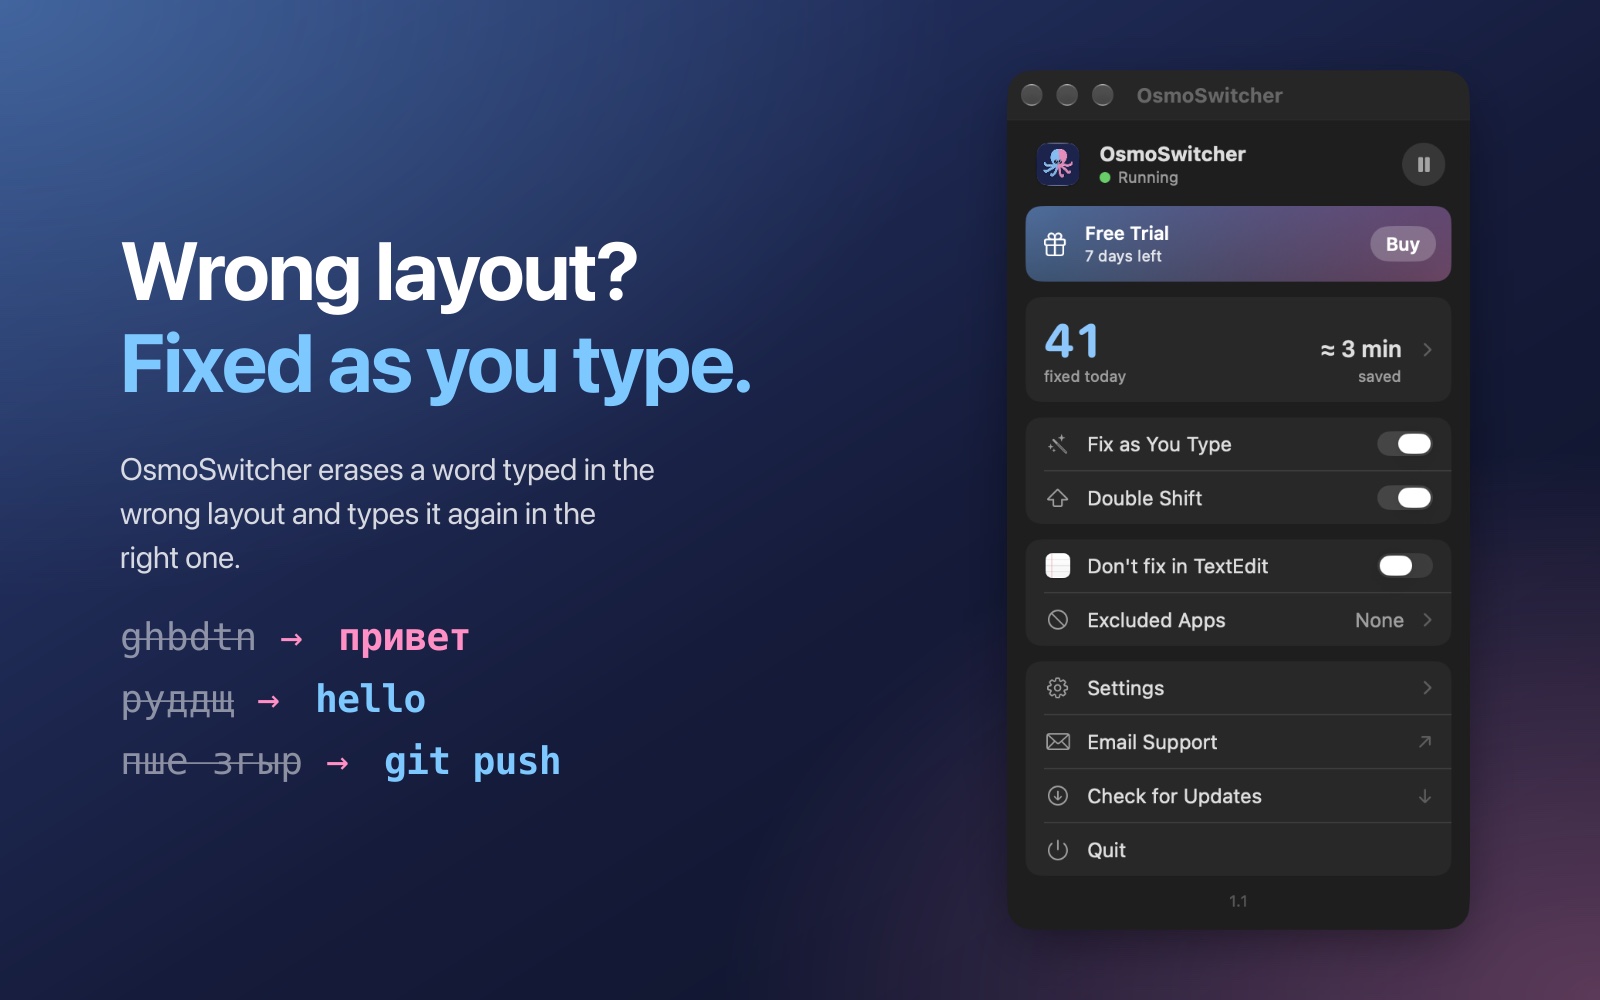 Wrong layout?
Fixed as you type.
OsmoSwitcher erases a word typed in the
wrong layout and types it again in the
right one.
ghbdtn → привет
руддщ → hello
пше згыр → git push
OsmoSwitcher
OsmoSwitcher
Running
Free Trial
7 days left
Buy
41
fixed today
≈ 3 min
saved
Fix as You Type
Double Shift
Don't fix in TextEdit
Excluded Apps None
Settings
Email Support
Check for Updates
Quit
1.1